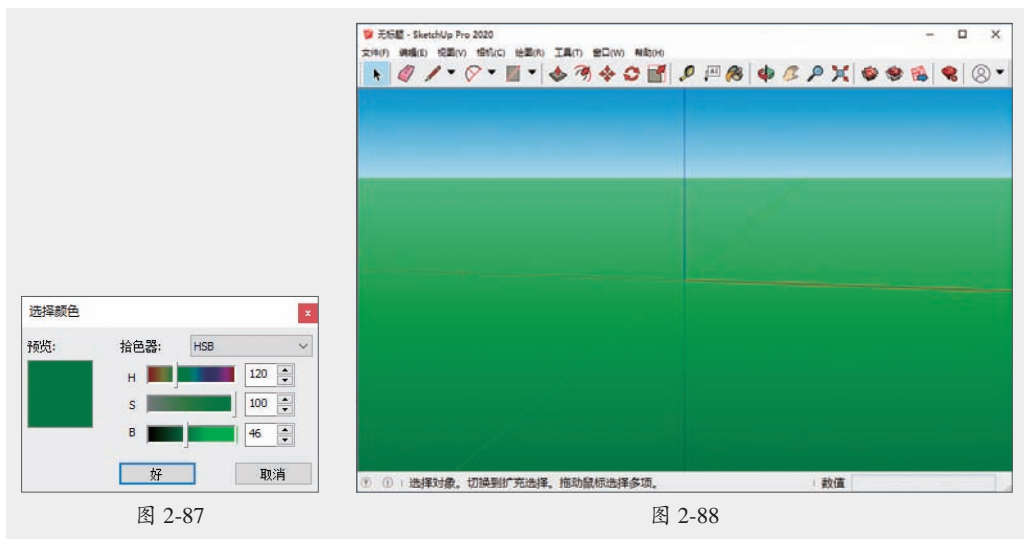 无标题 - SketchUp Pro 2020
文件(F) 编辑(E) 视图(V) 相机(C) 绘图(R) 工具(T) 窗口(W) 帮助(H)
A1
选择颜色
预览: 拾色器: HSB
H 120
S 100
B 46
好 取消
选择对象。切换到扩充选择。拖动鼠标选择多项。 数值
图 2-87
图 2-88